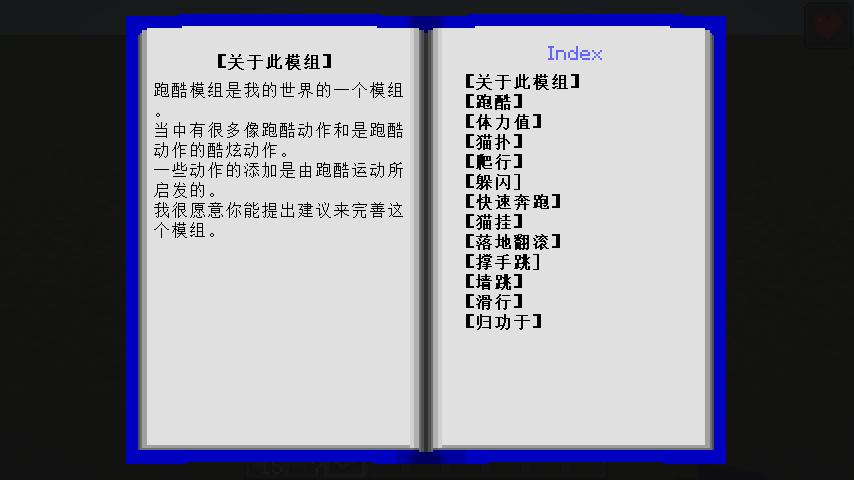 【关于此模组】
跑酷模组是我的世界的一个模组
。
当中有很多像跑酷动作和是跑酷
动作的酷炫动作。
一些动作的添加是由跑酷运动所
启发的。
我很愿意你能提出建议来完善这
个模组。
Index
【关于此模组】
【跑酷】
【体力值】
【猫扑】
【爬行】
【躲闪]
【快速奔跑】
【猫挂】
【落地翻滚】
【撑手跳]
【墙跳】
【滑行】
【归功于】